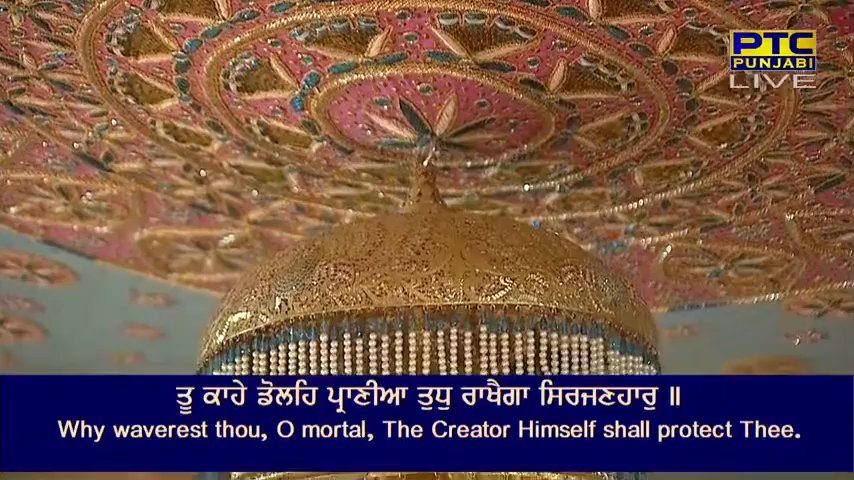 PTC
PUNJABI
LIVE
ਤੂ ਕਾਹੇ ਡੋਲਹਿ ਪ੍ਰਾਣੀਆ ਤੁਧੁ ਰਾਖੈਗਾ ਸਿਰਜਣਹਾਰੁ ॥
Why waverest thou, O mortal, The Creator Himself shall protect Thee.